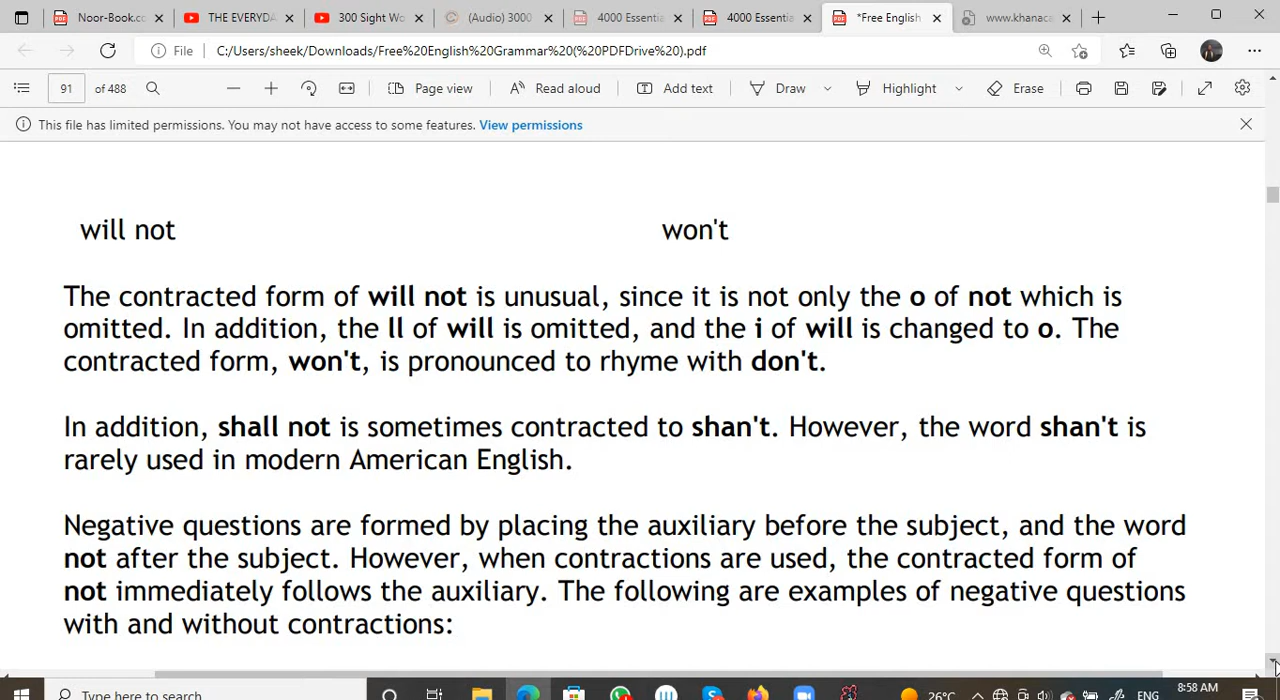 Noor-Book.co
THE EVERYDA
300 Sight Wo
(Audio) 3000
4000 Essentia
4000 Essentia
*Free English
www.khanaca
File C:/Users/sheek/Downloads/Free%20English%20Grammar%20(%20PDFDrive%20).pdf
91 of 488 Page view Read aloud Add text Draw Highlight Erase
This file has limited permissions. You may not have access to some features. View permissions
will not won't
The contracted form of will not is unusual, since it is not only the o of not which is
omitted. In addition, the ll of will is omitted, and the i of will is changed to o. The
contracted form, won't, is pronounced to rhyme with don't.
In addition, shall not is sometimes contracted to shan't. However, the word shan't is
rarely used in modern American English.
Negative questions are formed by placing the auxiliary before the subject, and the word
not after the subject. However, when contractions are used, the contracted form of
not immediately follows the auxiliary. The following are examples of negative questions
with and without contractions:
Type here to search
26°C
ENG
8:58 AM